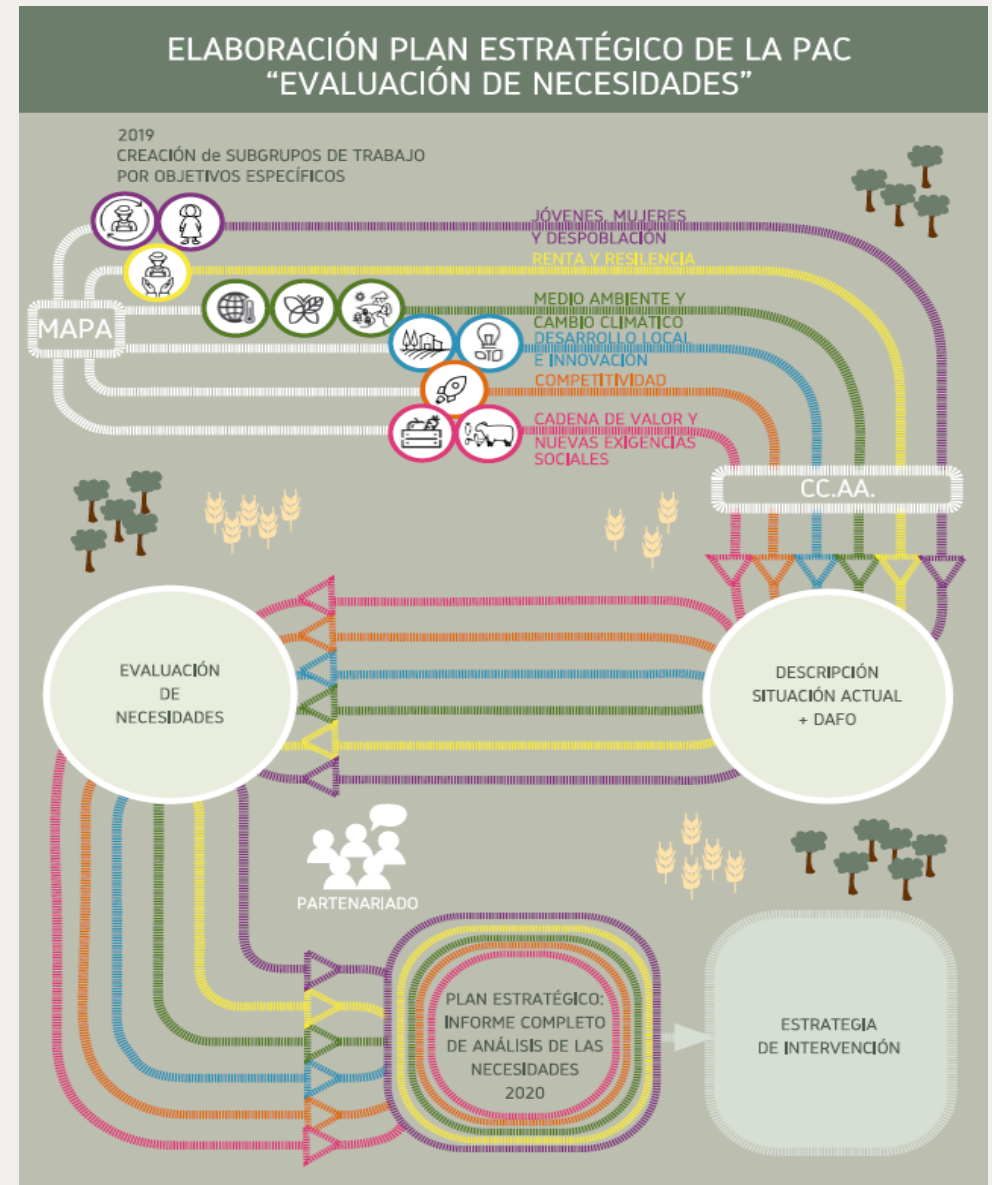 ELABORACIÓN PLAN ESTRATÉGICO DE LA PAC
“EVALUACIÓN DE NECESIDADES”
2019
CREACIÓN de SUBGRUPOS DE TRABAJO
POR OBJETIVOS ESPECÍFICOS
JÓVENES, MUJERES
Y DESPOBLACIÓN
RENTA Y RESILENCIA
MEDIO AMBIENTE Y
CAMBIO CLIMÁTICO
MAPA
DESARROLLO LOCAL
E INNOVACIÓN
COMPETITIVIDAD
CADENA DE VALOR Y
NUEVAS EXIGENCIAS
SOCIALES
CC.AA.
EVALUACIÓN
DE
NECESIDADES
DESCRIPCIÓN
SITUACIÓN ACTUAL
+ DAFO
PARTENARIADO
PLAN ESTRATÉGICO:
INFORME COMPLETO
DE ANÁLISIS DE LAS
NECESIDADES
2020
ESTRATEGIA
DE INTERVENCIÓN